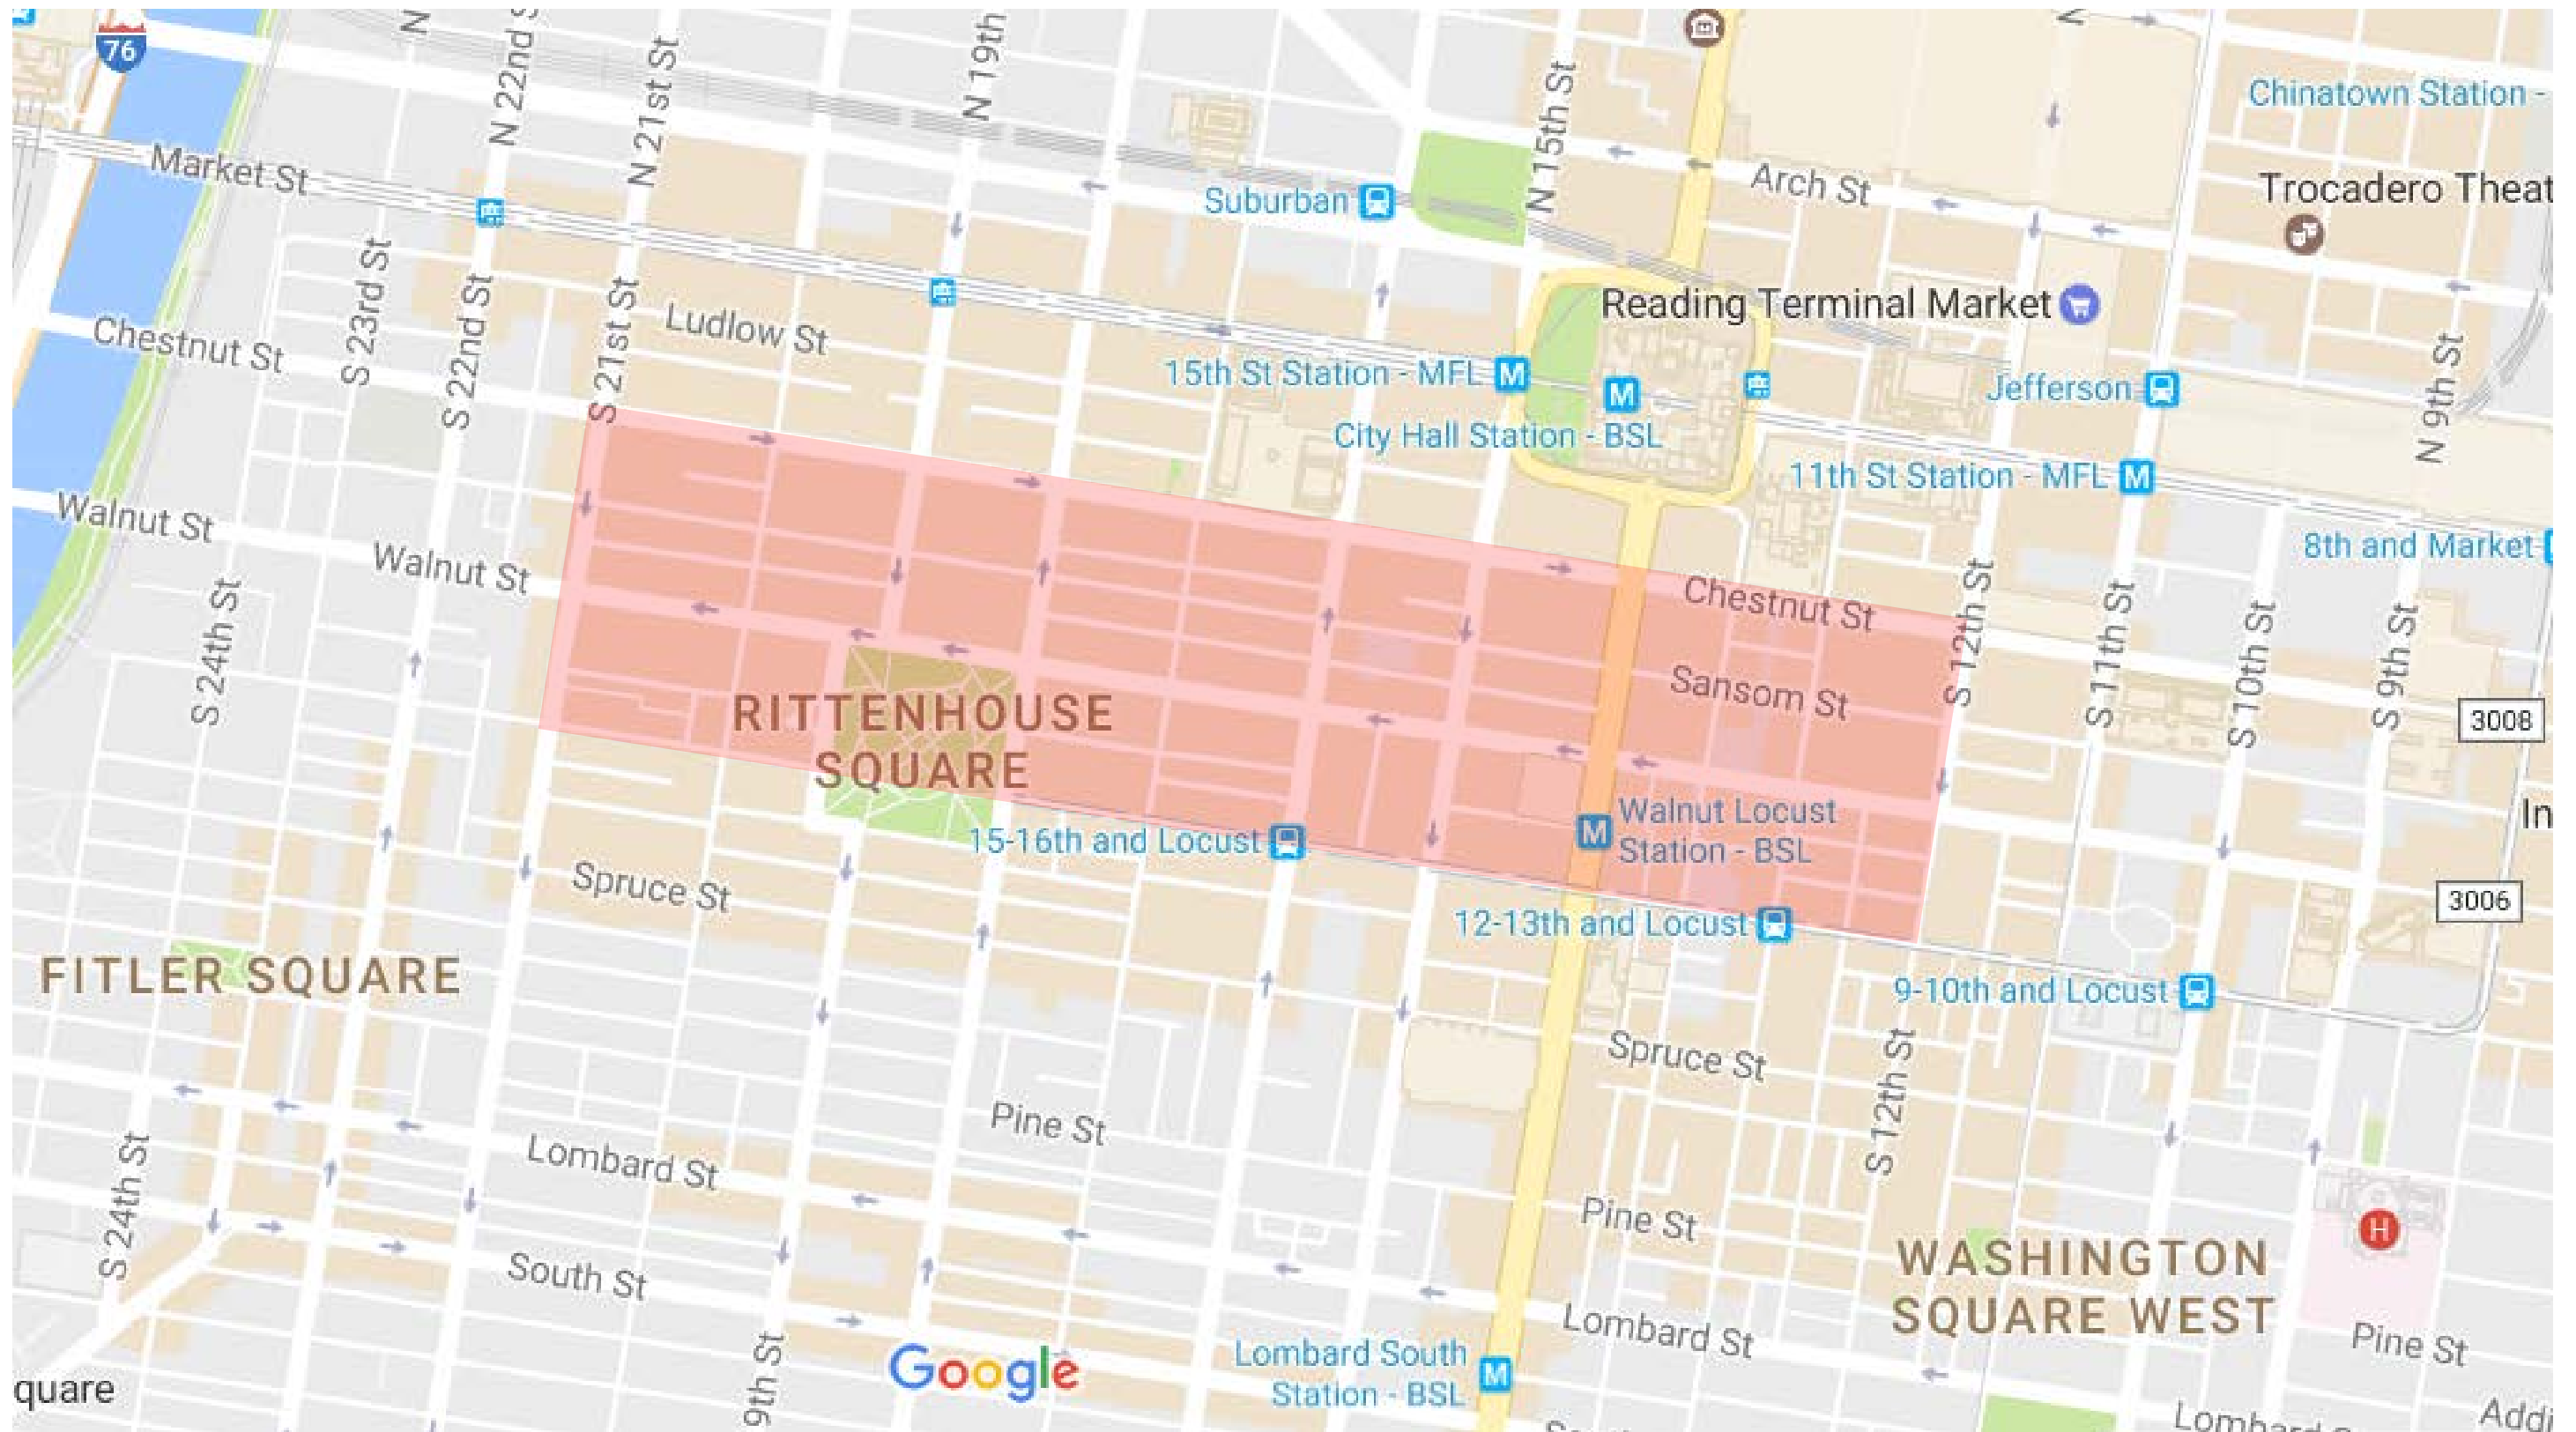 76
N
N 22nd S
N 21st St
N 19th
N 15th St
N
Chinatown Station -
Market St
Suburban
Arch St
Trocadero Theat
S 23rd St
S 22nd St
S 21st St
Ludlow St
Reading Terminal Market
Chestnut St
15th St Station - MFL
Jefferson
N 9th St
City Hall Station - BSL
11th St Station - MFL
Walnut St
Walnut St
8th and Market
S 24th St
Chestnut St
S 12th St
S 11th St
S 10th St
S 9th St
Sansom St
3008
RITTENHOUSE
SQUARE
Walnut Locust
Station - BSL
In
15-16th and Locust
Spruce St
12-13th and Locust
3006
FITLER SQUARE
9-10th and Locust
Spruce St
S 12th St
Pine St
Lombard St
S 24th St
Pine St
H
South St
WASHINGTON
SQUARE WEST
Lombard St
Pine St
9th St
Google
Lombard South
Station - BSL
quare
Addi
Lombard